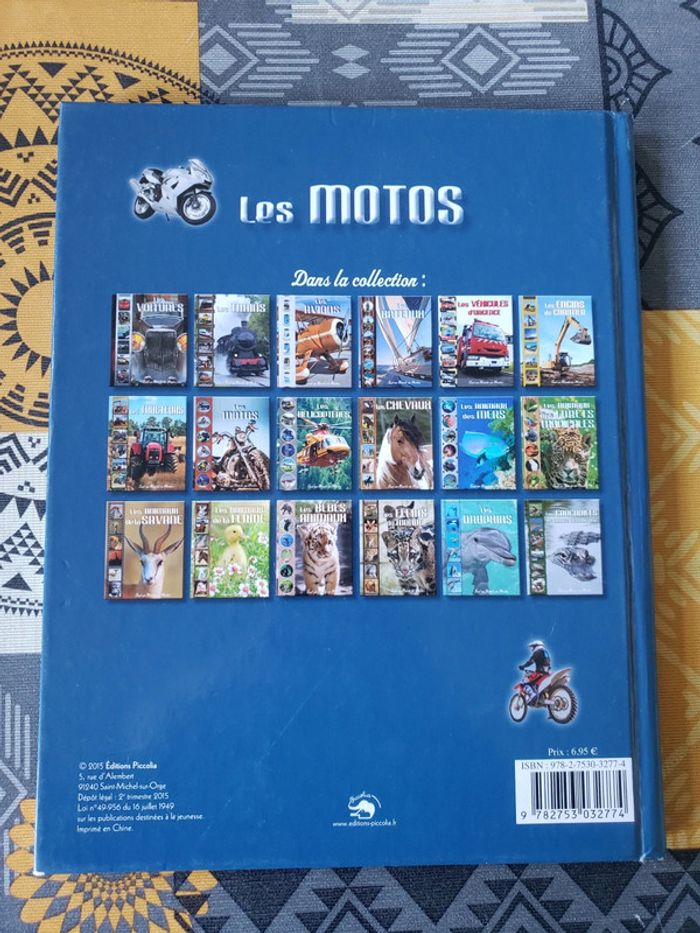 Les MOTOS
Dans la collection :
Les VOITURES
Les TRAINS
Les AVIONS
Les BATEAUX
Les VÉHICULES
d'URGENCE
Les ENGINS
de CHANTIER
Les TRACTEURS
Les MOTOS
Les HELICOPTERES
Les CHEVAUX
Les ANIMAUX
des MERS
Les ANIMAUX
des FORÊTS
TROPICALES
Les ANIMAUX
de la SAVANE
Les ANIMAUX
de la FERME
Les BÉBÉS
ANIMAUX
Les
DAUPHINS
Les CROCODILES
Prix : 6,95 €
ISBN : 978-2-7530-3277-4
9 782753 032774
© 2015 Éditions Piccolia
5, rue d'Alembert
91240 Saint-Michel-sur-Orge
Dépôt légal : 2e trimestre 2015
Loi n°49-956 du 16 juillet 1949
sur les publications destinées à la jeunesse.
Imprimé en Chine.
Piccolia
www.editions-piccolia.fr